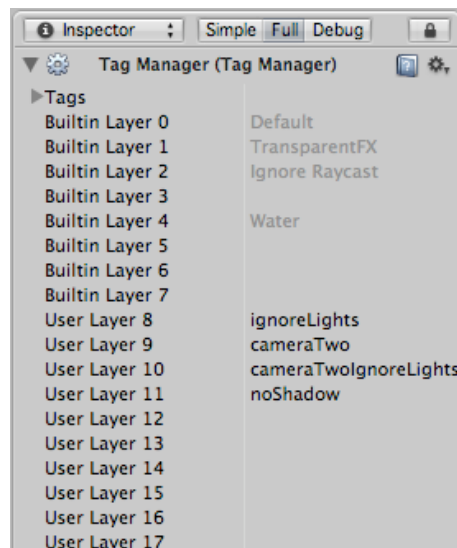 Inspector Simple Full Debug
Tag Manager (Tag Manager)
Tags
Builtin Layer 0 Default
Builtin Layer 1 TransparentFX
Builtin Layer 2 Ignore Raycast
Builtin Layer 3
Builtin Layer 4 Water
Builtin Layer 5
Builtin Layer 6
Builtin Layer 7
User Layer 8 ignoreLights
User Layer 9 cameraTwo
User Layer 10 cameraTwoIgnoreLights
User Layer 11 noShadow
User Layer 12
User Layer 13
User Layer 14
User Layer 15
User Layer 16
User Layer 17